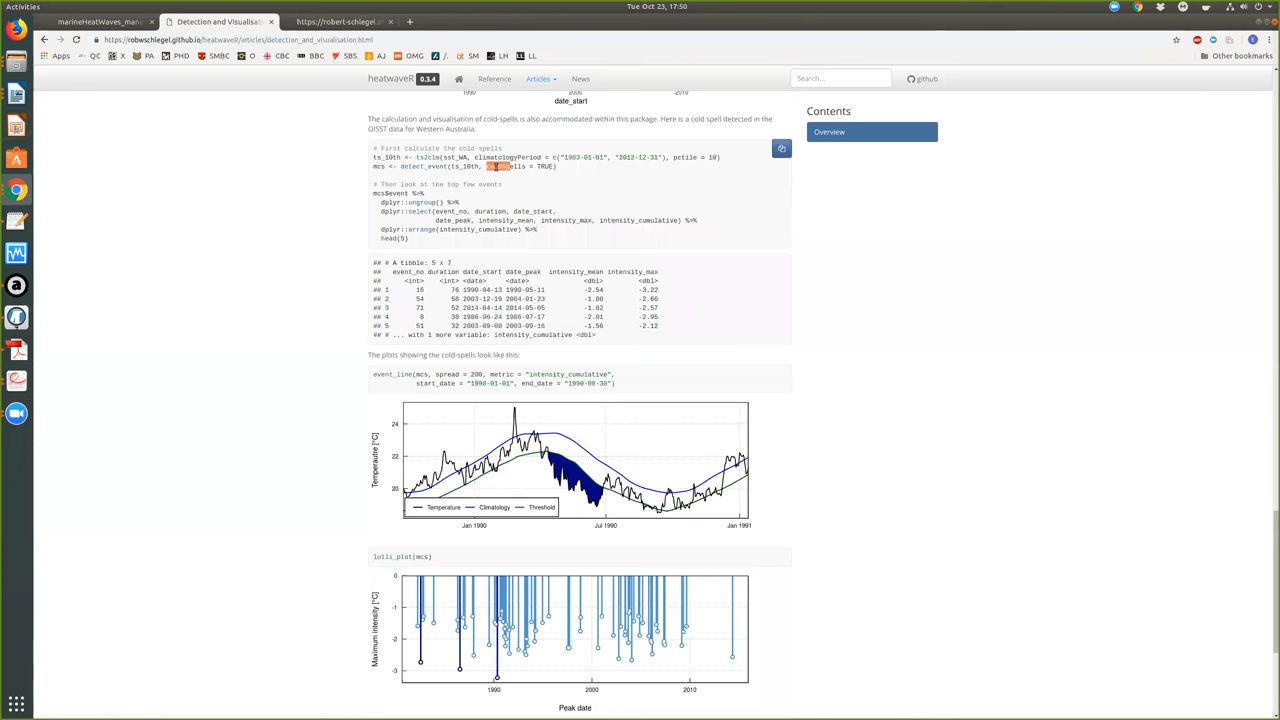 Activities
Tue Oct 23, 17:50
marineHeatWaves_man
Detection and Visualisati
https://robert-schlegel.
https://robwschlegel.github.io/heatwaveR/articles/detection_and_visualisation.html
Apps QC X PA PHD SMBC O CBC BBC SBS AJ OMG /. SM LH LL Other bookmarks
heatwaveR 0.3.4 Reference Articles News Search... github
1990 2000 2010
date_start
Contents
Overview
The calculation and visualisation of cold-spells is also accommodated within this package. Here is a cold spell detected in the
OISST data for Western Australia:
# First calculate the cold-spells
ts_10th <- ts2clm(sst_WA, climatologyPeriod = c("1983-01-01", "2012-12-31"), pctile = 10)
mcs <- detect_event(ts_10th, coldSpells = TRUE)
# Then look at the top few events
mcs$event %>%
dplyr::ungroup() %>%
dplyr::select(event_no, duration, date_start,
date_peak, intensity_mean, intensity_max, intensity_cumulative) %>%
dplyr::arrange(intensity_cumulative) %>%
head(5)
## # A tibble: 5 x 7
## event_no duration date_start date_peak intensity_mean intensity_max
## <int> <int> <date> <date> <dbl> <dbl>
## 1 16 76 1990-04-13 1990-05-11 -2.54 -3.22
## 2 54 58 2003-12-19 2004-01-23 -1.80 -2.66
## 3 71 52 2014-04-14 2014-05-05 -1.82 -2.57
## 4 8 38 1986-06-24 1986-07-17 -2.01 -2.95
## 5 51 32 2003-09-08 2003-09-16 -1.56 -2.12
## # ... with 1 more variable: intensity_cumulative <dbl>
The plots showing the cold-spells look like this:
event_line(mcs, spread = 200, metric = "intensity_cumulative",
start_date = "1990-01-01", end_date = "1990-08-30")
24
22
20
Temperautre [°C]
Temperature Climatology Threshold
Jan 1990 Jul 1990 Jan 1991
lolli_plot(mcs)
0
-1
-2
-3
Maximum intensity [°C]
1990 2000 2010
Peak date